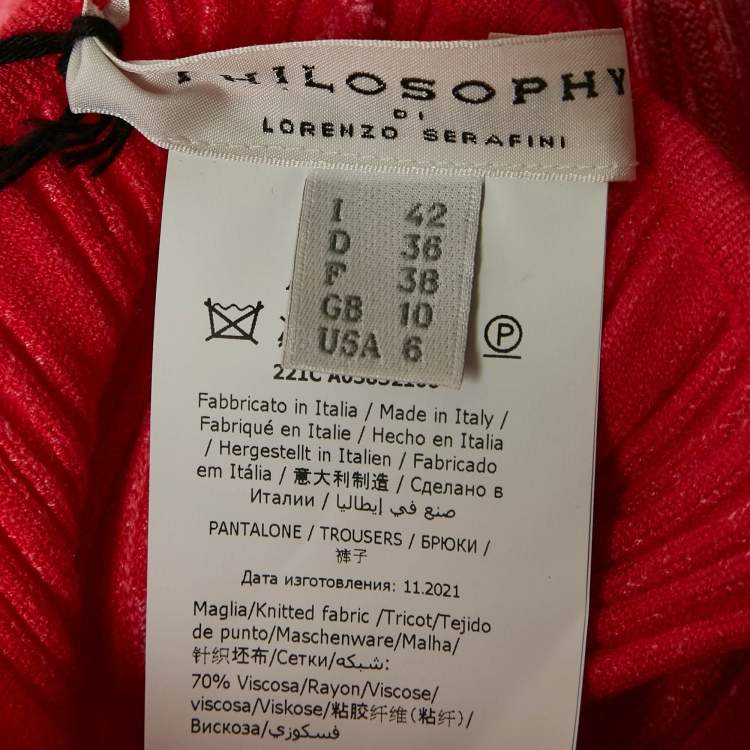 PHILOSOPHY
DI
LORENZO SERAFINI
I 42
D 36
F 38
GB 10
USA 6
P
Fabbricato in Italia / Made in Italy /
Fabriqué en Italie / Hecho en Italia
/ Hergestellt in Italien / Fabricado
em Itália / 意大利制造 / Сделано в
Италии / صنع في إيطاليا
PANTALONE / TROUSERS / БРЮКИ /
裤子
Дата изготовления: 11.2021
Maglia/Knitted fabric /Tricot/Tejido
de punto/Maschenware/Malha/
针织坯布/Сетки/شبكه:
70% Viscosa/Rayon/Viscose/
viscosa/Viskose/粘胶纤维(粘纤)/
Вискоза/فسكوزي